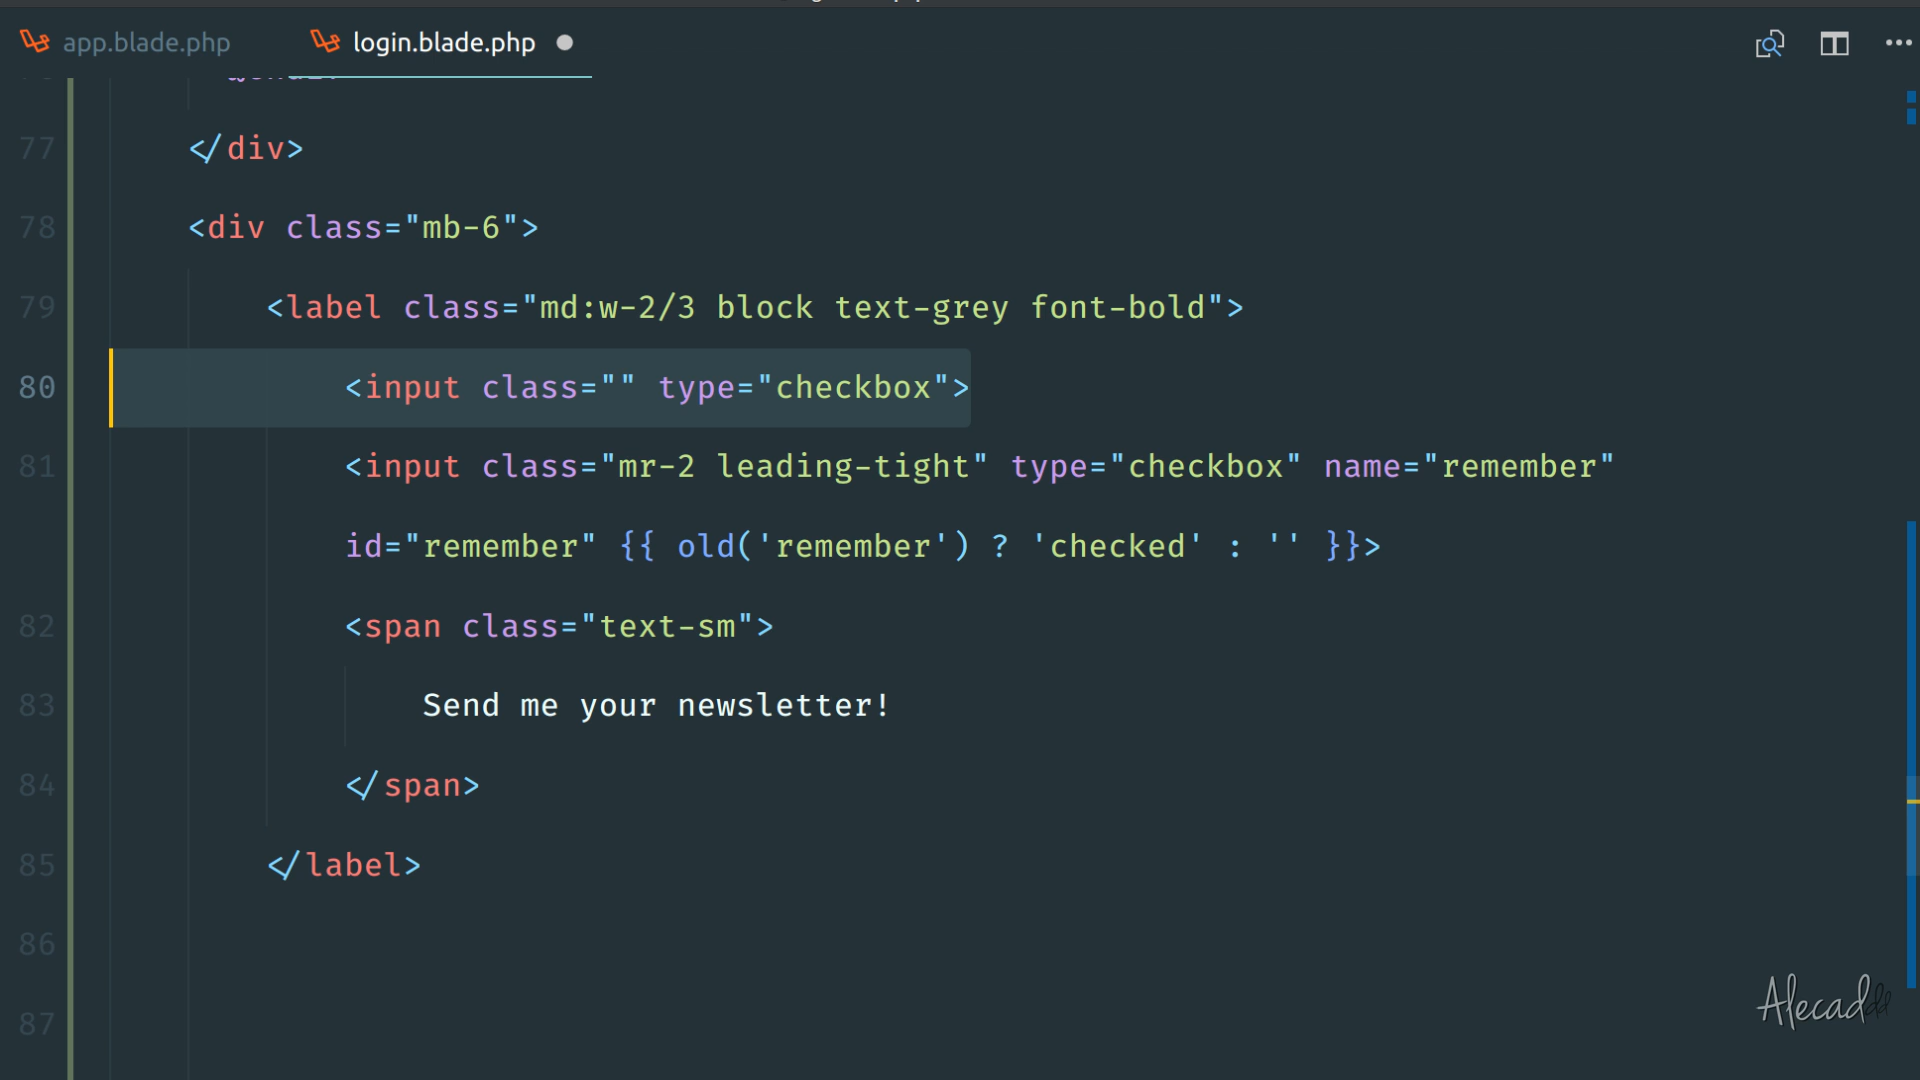 app.blade.php login.blade.php
77 </div>
78 <div class="mb-6">
79 <label class="md:w-2/3 block text-grey font-bold">
80 <input class="" type="checkbox">
81 <input class="mr-2 leading-tight" type="checkbox" name="remember"
id="remember" {{ old('remember') ? 'checked' : '' }}>
82 <span class="text-sm">
83 Send me your newsletter!
84 </span>
85 </label>
86
87
Alecaddd